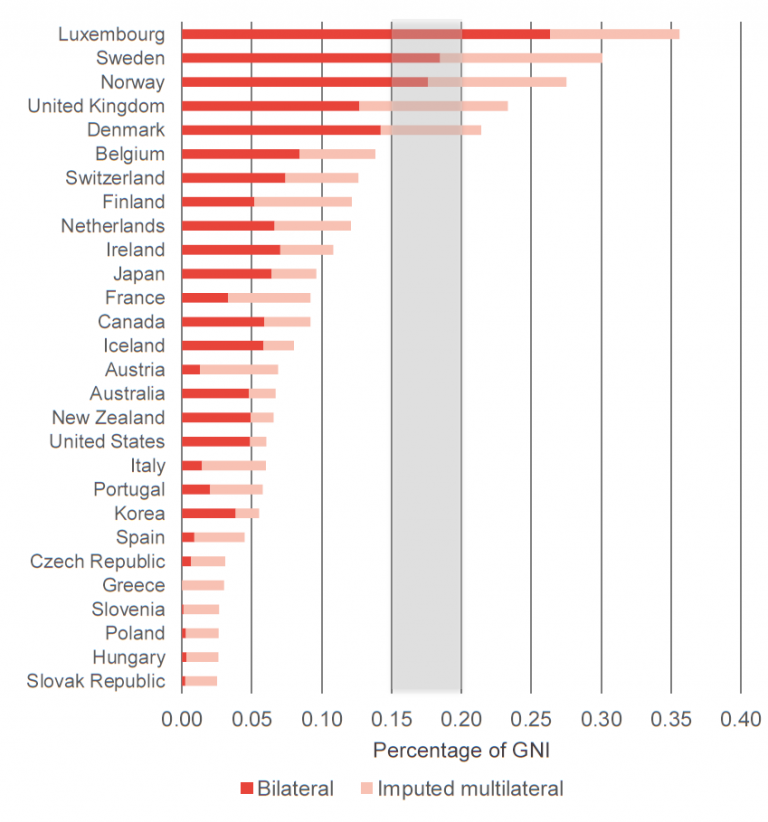 Luxembourg
Sweden
Norway
United Kingdom
Denmark
Belgium
Switzerland
Finland
Netherlands
Ireland
Japan
France
Canada
Iceland
Austria
Australia
New Zealand
United States
Italy
Portugal
Korea
Spain
Czech Republic
Greece
Slovenia
Poland
Hungary
Slovak Republic
0.00 0.05 0.10 0.15 0.20 0.25 0.30 0.35 0.40
Percentage of GNI
Bilateral Imputed multilateral